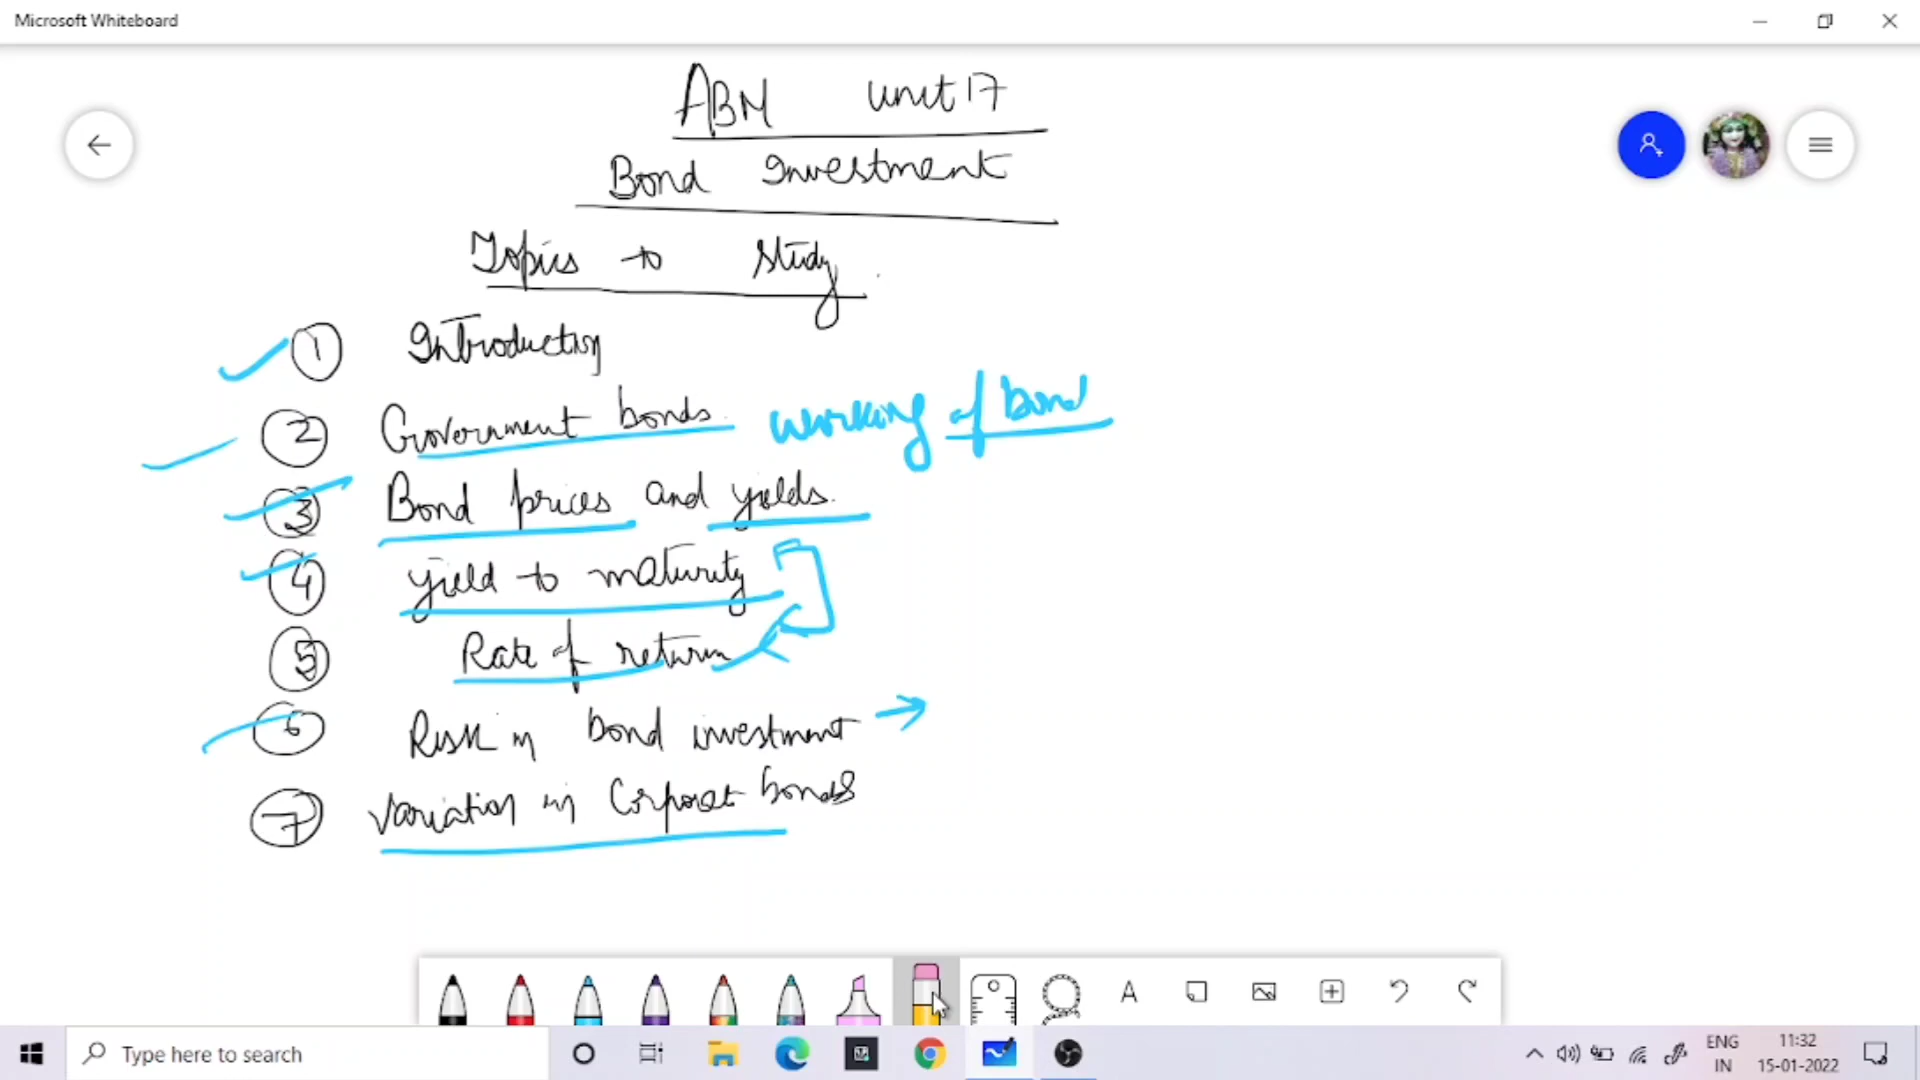 Microsoft Whiteboard
ABM unit 17
Bond Investment
Topics to study
1 Introduction
2 Government bonds. working of bond
3 Bond prices and yields.
4 yield to maturity
5 Rate of return
6 Risk in bond investment →
7 Variation in Corporat bonds
A
Type here to search
ENG
IN
11:32
15-01-2022